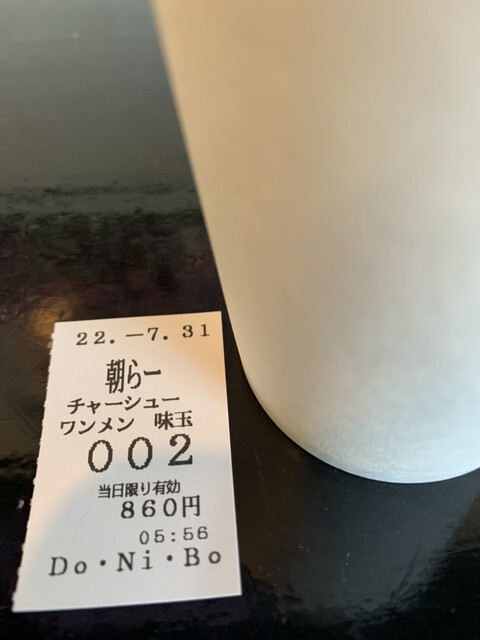 22.－7.31
朝らー
チャーシュー
ワンメン 味玉
002
当日限り有効
860円
05:56
Do・Ni・Bo